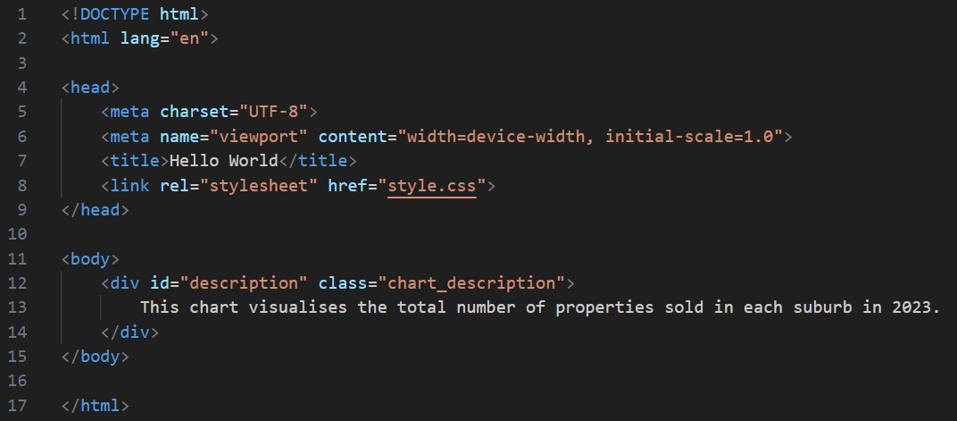 1 <!DOCTYPE html>
2 <html lang="en">
3
4 <head>
5     <meta charset="UTF-8">
6     <meta name="viewport" content="width=device-width, initial-scale=1.0">
7     <title>Hello World</title>
8     <link rel="stylesheet" href="style.css">
9 </head>
10
11 <body>
12     <div id="description" class="chart_description">
13         This chart visualises the total number of properties sold in each suburb in 2023.
14     </div>
15 </body>
16
17 </html>